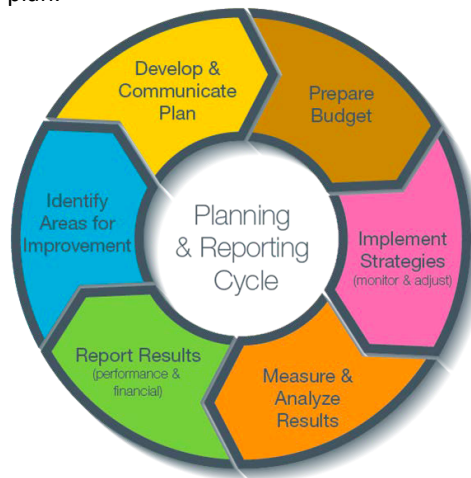 plan.
Develop &
Communicate
Plan
Prepare
Budget
Implement
Strategies
(monitor & adjust)
Measure &
Analyze
Results
Report Results
(performance &
financial)
Identify
Areas for
Improvement
Planning
& Reporting
Cycle